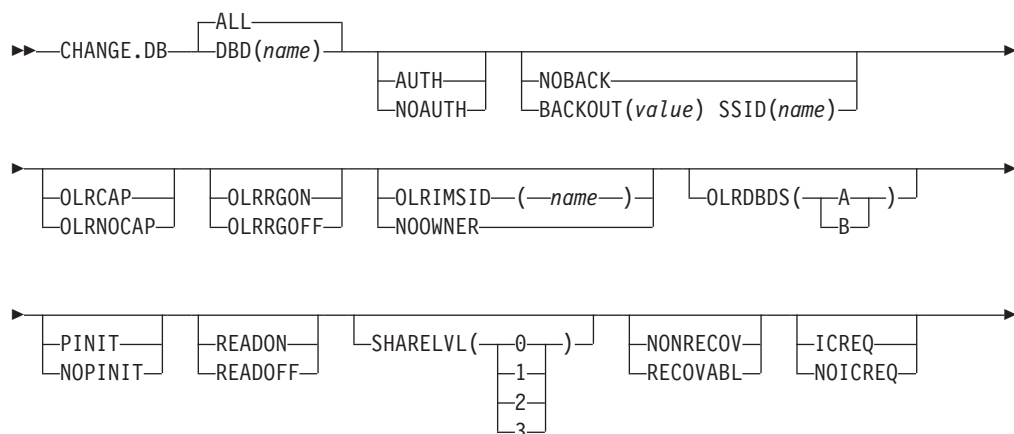 ALL
CHANGE.DB DBD(name)
AUTH NOBACK
NOAUTH BACKOUT(value) SSID(name)
OLRCAP OLRRGON OLRIMSID ( name ) OLRDBDS( A )
OLRNOCAP OLRRGOFF NOOWNER B
PINIT READON SHARELVL( 0 ) NONRECOV ICREQ
NOPINIT READOFF 1 RECOVABL NOICREQ
2
3